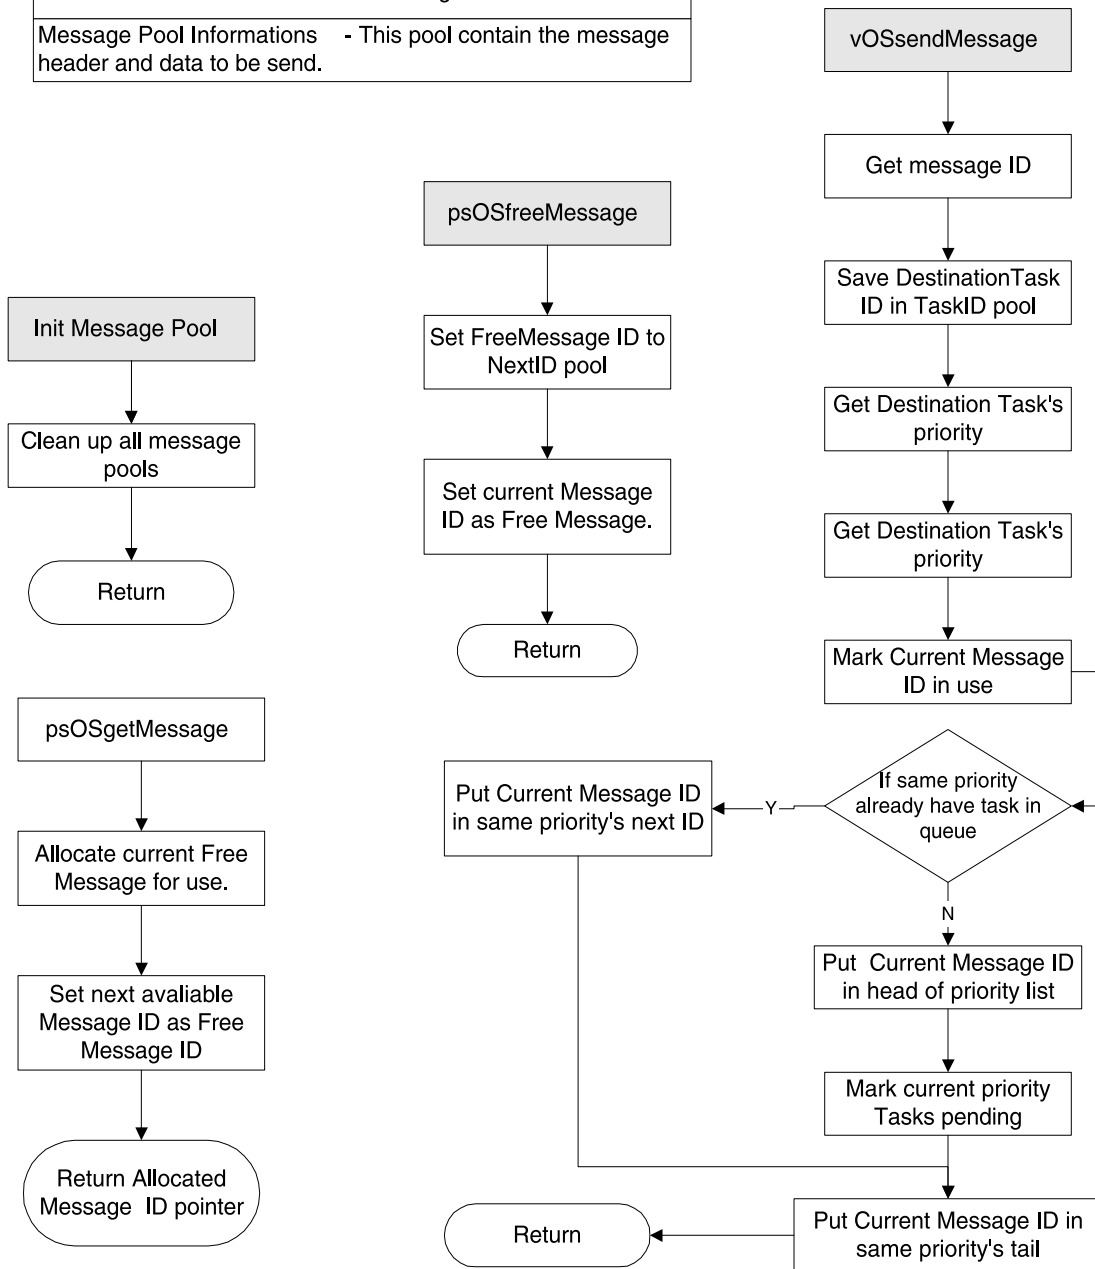 Message Pool Informations - This pool contain the message
header and data to be send.
Init Message Pool
Clean up all message
pools
Return
psOSgetMessage
Allocate current Free
Message for use.
Set next avaliable
Message ID as Free
Message ID
Return Allocated
Message ID pointer
psOSfreeMessage
Set FreeMessage ID to
NextID pool
Set current Message
ID as Free Message.
Return
vOSsendMessage
Get message ID
Save DestinationTask
ID in TaskID pool
Get Destination Task's
priority
Get Destination Task's
priority
Mark Current Message
ID in use
If same priority
already have task in
queue
Y
Put Current Message ID
in same priority's next ID
N
Put Current Message ID
in head of priority list
Mark current priority
Tasks pending
Put Current Message ID in
same priority's tail
Return